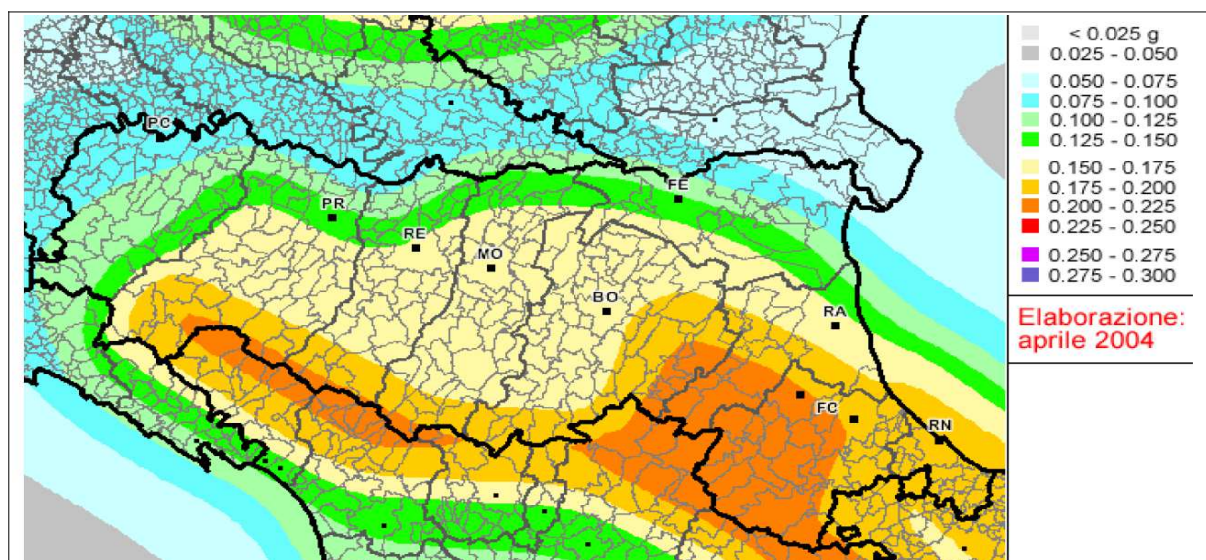 PC
PR
RE
MO
BO
FE
RA
FC
RN
< 0.025 g
0.025 - 0.050
0.050 - 0.075
0.075 - 0.100
0.100 - 0.125
0.125 - 0.150
0.150 - 0.175
0.175 - 0.200
0.200 - 0.225
0.225 - 0.250
0.250 - 0.275
0.275 - 0.300
Elaborazione:
aprile 2004